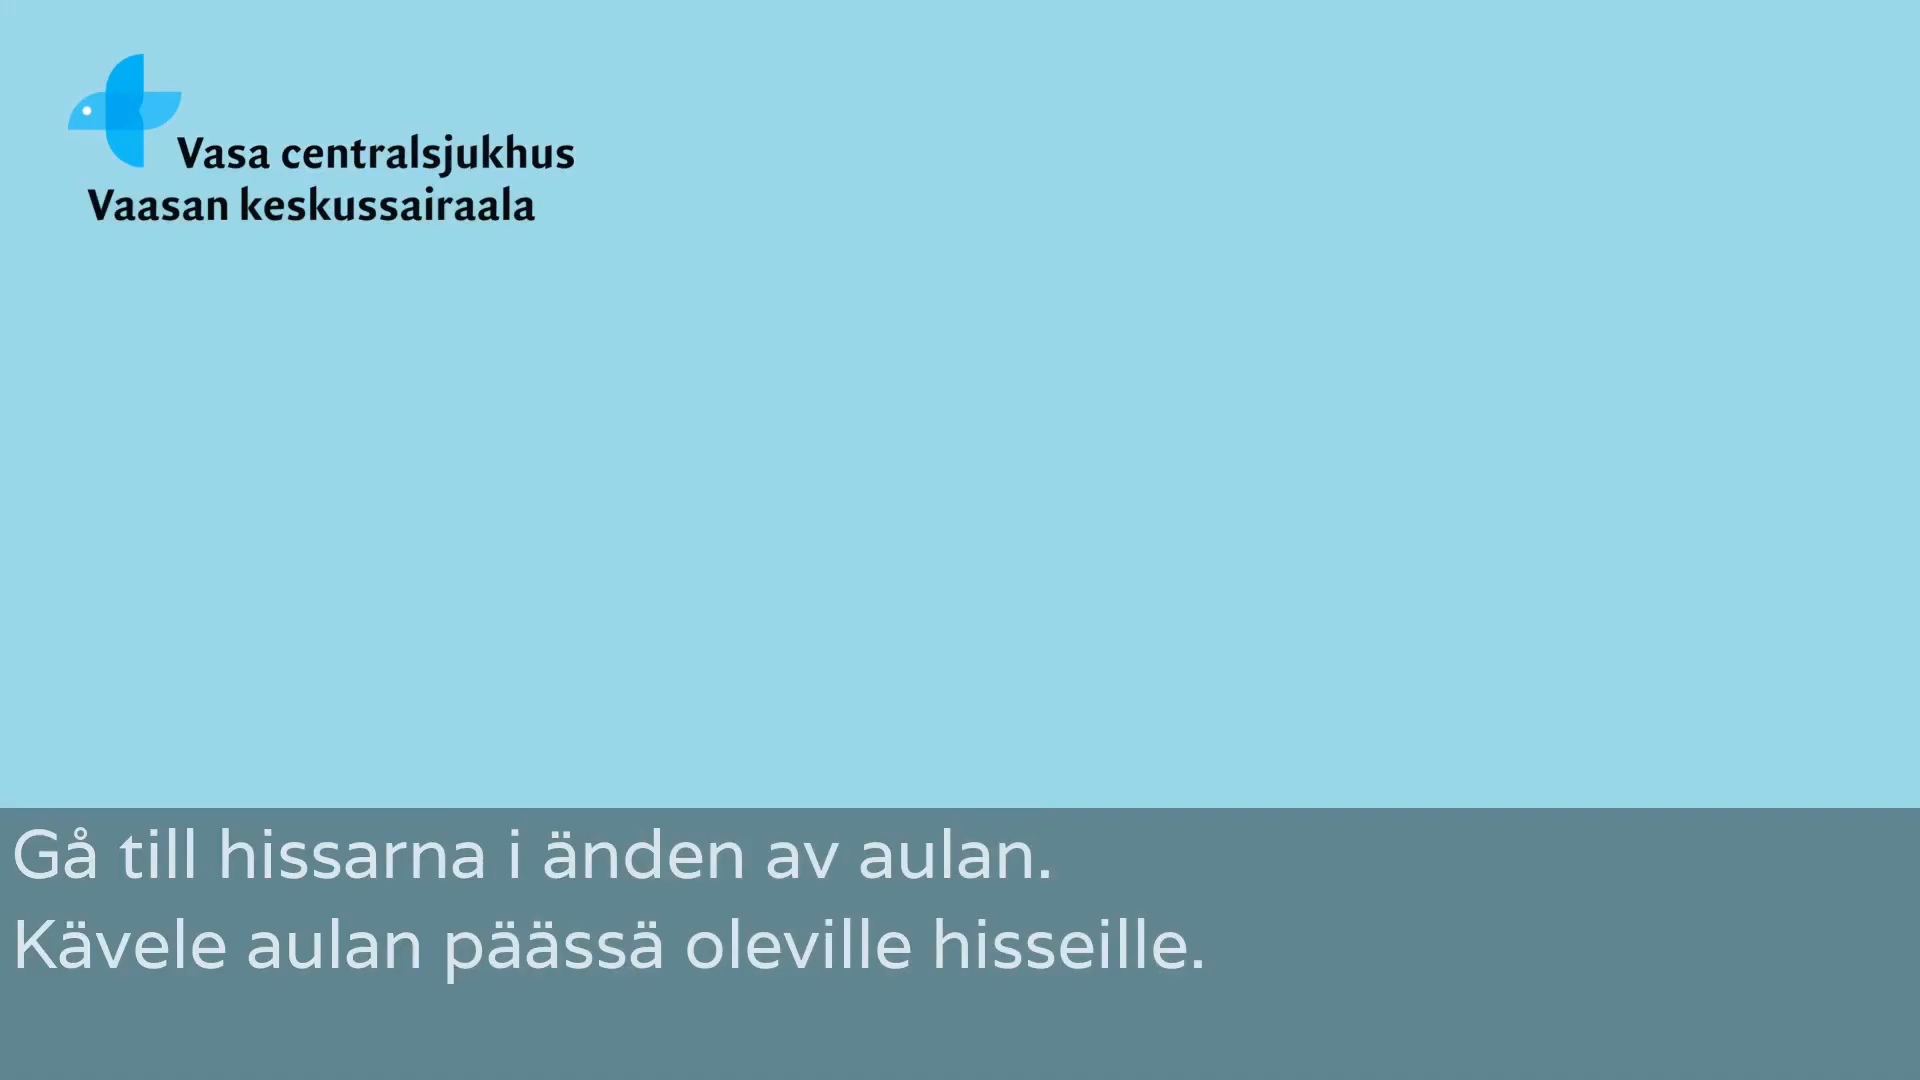 Vasa centralsjukhus
Vaasan keskussairaala
Gå till hissarna i änden av aulan.
Kävele aulan päässä oleville hisseille.